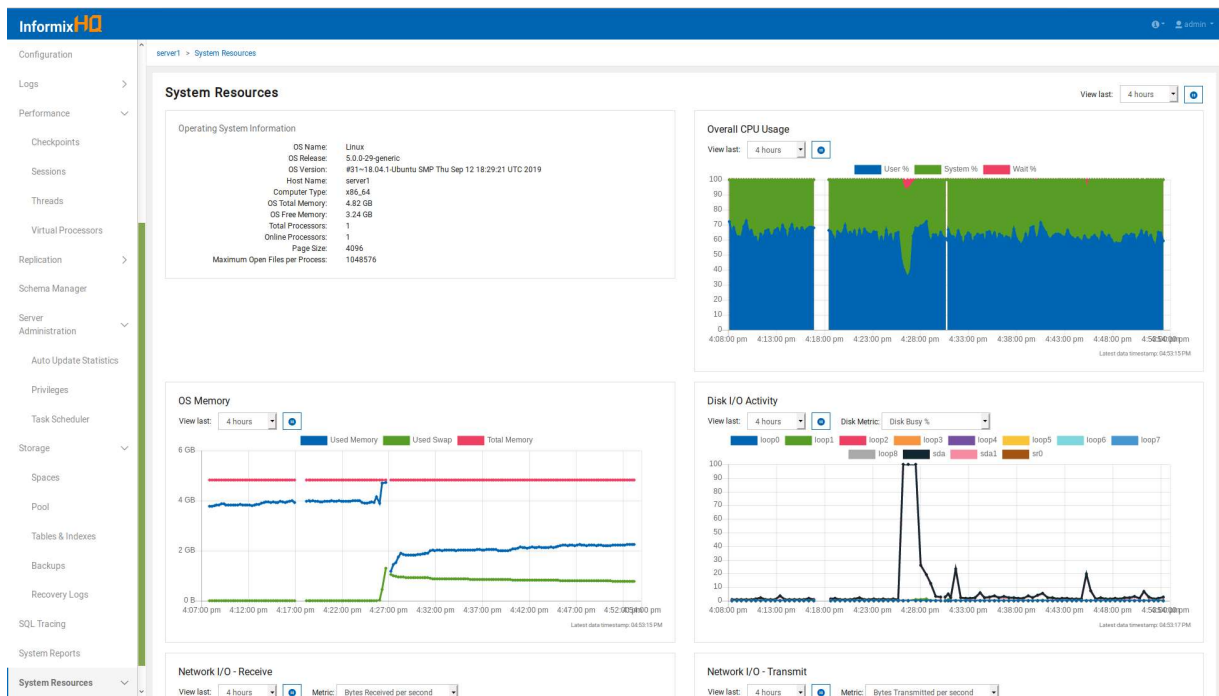 InformixHQ
admin
Configuration
Logs
Performance
Checkpoints
Sessions
Threads
Virtual Processors
Replication
Schema Manager
Server
Administration
Auto Update Statistics
Privileges
Task Scheduler
Storage
Spaces
Pool
Tables & Indexes
Backups
Recovery Logs
SQL Tracing
System Reports
System Resources
server1 > System Resources
System Resources
View last: 4 hours
Operating System Information
OS Name: Linux
OS Release: 5.0.0-29-generic
OS Version: #31~18.04.1-Ubuntu SMP Thu Sep 12 18:29:21 UTC 2019
Host Name: server1
Computer Type: x86_64
OS Total Memory: 4.82 GB
OS Free Memory: 3.24 GB
Total Processors: 1
Online Processors: 1
Page Size: 4096
Maximum Open Files per Process: 1048576
Overall CPU Usage
View last: 4 hours
User % System % Wait %
100
90
80
70
60
50
40
30
20
10
0
4:08:00 pm 4:13:00 pm 4:18:00 pm 4:23:00 pm 4:28:00 pm 4:33:00 pm 4:38:00 pm 4:43:00 pm 4:48:00 pm
Latest data timestamp: 04:53:15 PM
OS Memory
View last: 4 hours
Used Memory Used Swap Total Memory
6 GB
4 GB
2 GB
0 B
4:07:00 pm 4:12:00 pm 4:17:00 pm 4:22:00 pm 4:27:00 pm 4:32:00 pm 4:37:00 pm 4:42:00 pm 4:47:00 pm
Latest data timestamp: 04:53:15 PM
Disk I/O Activity
View last: 4 hours Disk Metric: Disk Busy %
loop0 loop1 loop2 loop3 loop4 loop5 loop6 loop7
loop8 sda sda1 sr0
100
90
80
70
60
50
40
30
20
10
0
4:08:00 pm 4:13:00 pm 4:18:00 pm 4:23:00 pm 4:28:00 pm 4:33:00 pm 4:38:00 pm 4:43:00 pm 4:48:00 pm
Latest data timestamp: 04:53:17 PM
Network I/O - Receive
View last: 4 hours Metric: Bytes Received per second
Network I/O - Transmit
View last: 4 hours Metric: Bytes Transmitted per second